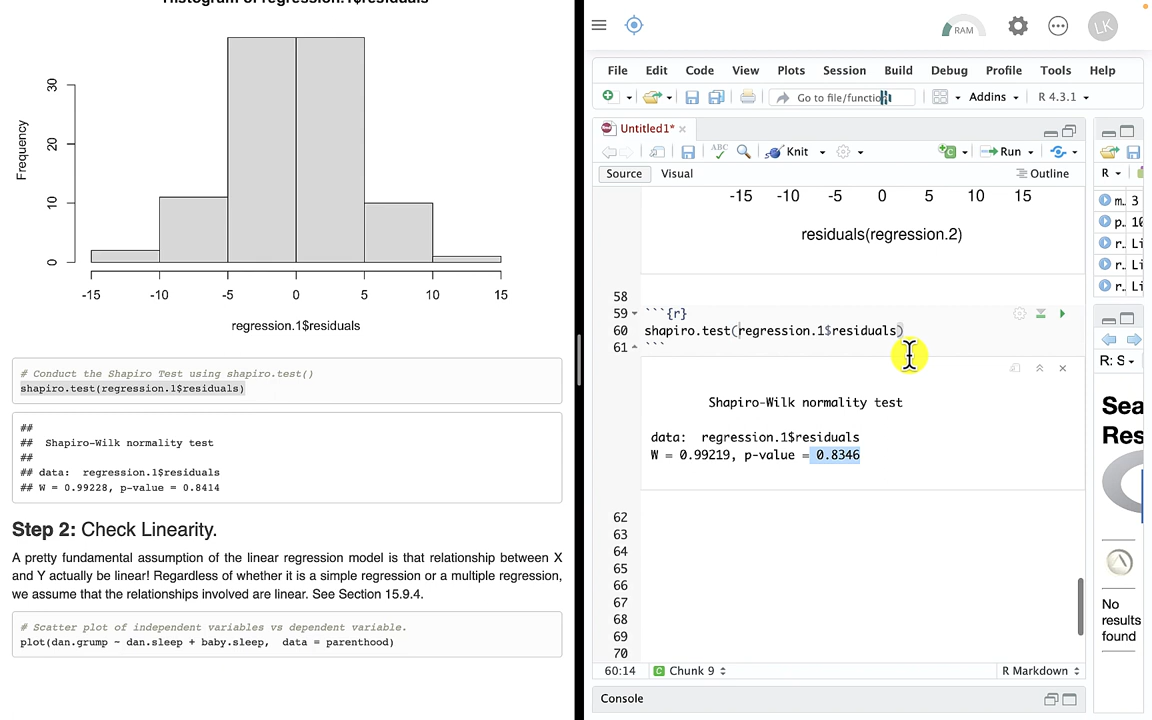 Histogram of regression.1$residuals
Frequency
0
10
20
30
-15 -10 -5 0 5 10 15
regression.1$residuals
# Conduct the Shapiro Test using shapiro.test()
shapiro.test(regression.1$residuals)
##
## Shapiro-Wilk normality test
##
## data: regression.1$residuals
## W = 0.99228, p-value = 0.8414
Step 2: Check Linearity.
A pretty fundamental assumption of the linear regression model is that relationship between X
and Y actually be linear! Regardless of whether it is a simple regression or a multiple regression,
we assume that the relationships involved are linear. See Section 15.9.4.
# Scatter plot of independent variables vs dependent variable.
plot(dan.grump ~ dan.sleep + baby.sleep, data = parenthood)
RAM
LK
File Edit Code View Plots Session Build Debug Profile Tools Help
Go to file/function
Addins
R 4.3.1
Untitled1*
ABC
Knit
Run
Source Visual
Outline
-15 -10 -5 0 5 10 15
residuals(regression.2)
58
59 ```{r}
60 shapiro.test(regression.1$residuals)
61 ```
Shapiro-Wilk normality test
data: regression.1$residuals
W = 0.99219, p-value = 0.8346
62
63
64
65
66
67
68
69
70
60:14 Chunk 9 R Markdown
Console
R
m. 3
p. 10
r. Li
r. Li
r. Li
R: S
Sea
Res
No
results
found